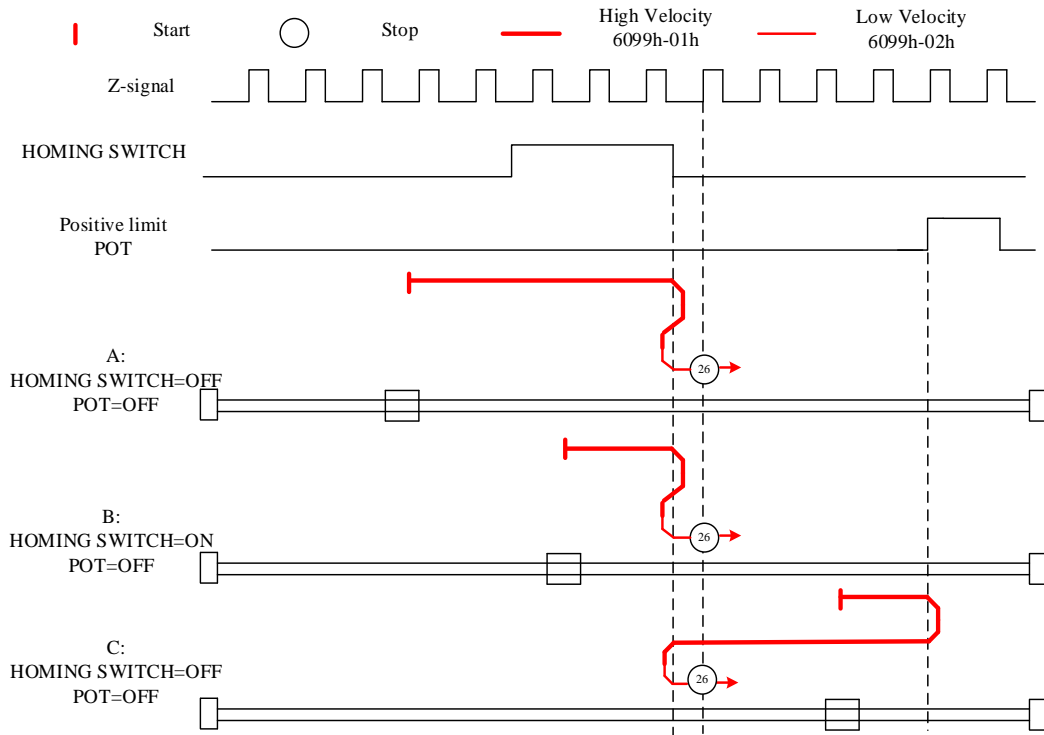 Start
Stop
High Velocity
6099h-01h
Low Velocity
6099h-02h
Z-signal
HOMING SWITCH
Positive limit
POT
A:
HOMING SWITCH=OFF
POT=OFF
26
B:
HOMING SWITCH=ON
POT=OFF
26
C:
HOMING SWITCH=OFF
POT=OFF
26